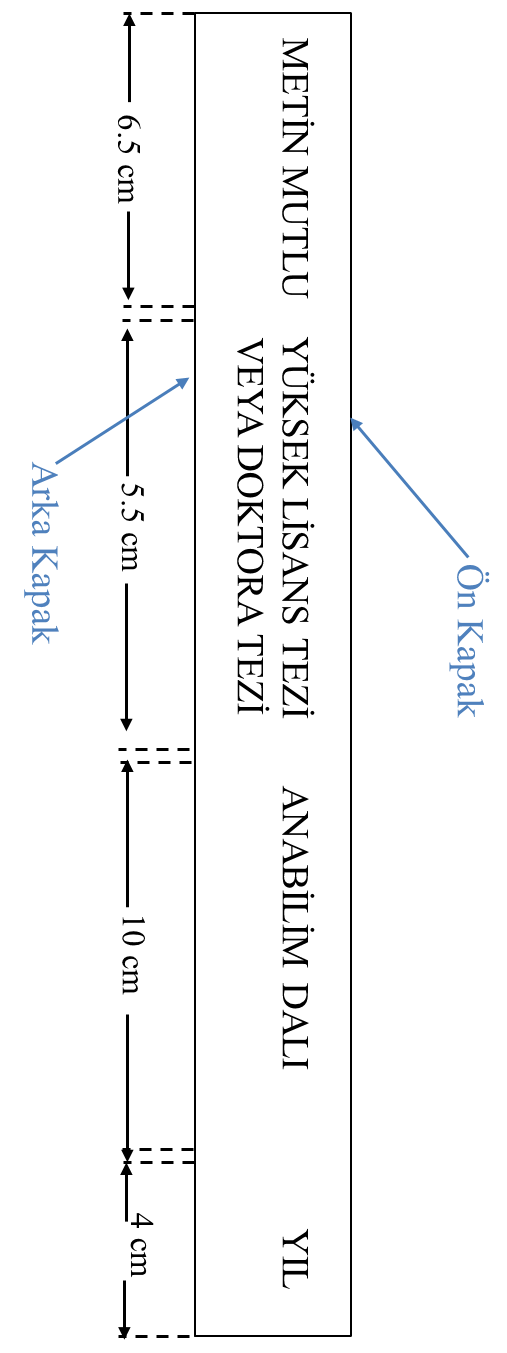 Ön Kapak
METİN MUTLU
YÜKSEK LİSANS TEZİ
VEYA DOKTORA TEZİ
ANABİLİM DALI
YIL
6.5 cm
5.5 cm
10 cm
4 cm
Arka Kapak